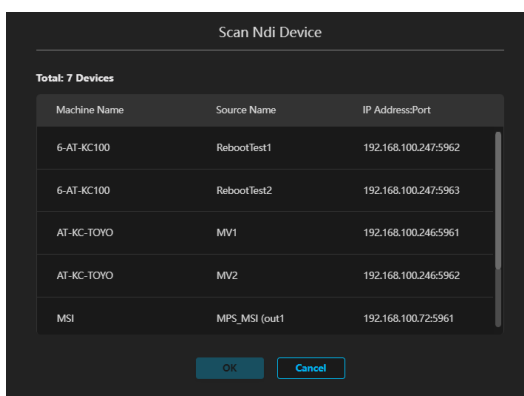 Scan Ndi Device
Total: 7 Devices
Machine Name Source Name IP Address:Port
6-AT-KC100 RebootTest1 192.168.100.247:5962
6-AT-KC100 RebootTest2 192.168.100.247:5963
AT-KC-TOYO MV1 192.168.100.246:5961
AT-KC-TOYO MV2 192.168.100.246:5962
MSI MPS_MSI (out1 192.168.100.72:5961
OK Cancel